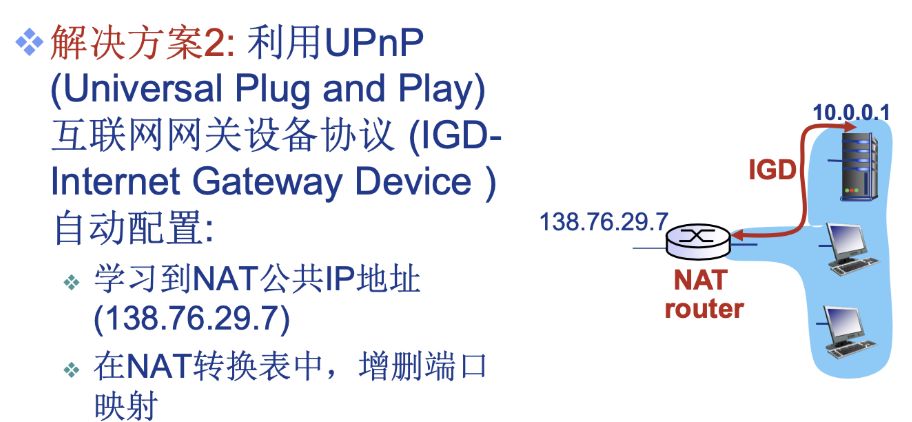 解决方案2: 利用UPnP
(Universal Plug and Play)
互联网网关设备协议 (IGD-
Internet Gateway Device )
自动配置:
学习到NAT公共IP地址
(138.76.29.7)
在NAT转换表中，增删端口
映射
10.0.0.1
IGD
138.76.29.7
NAT
router